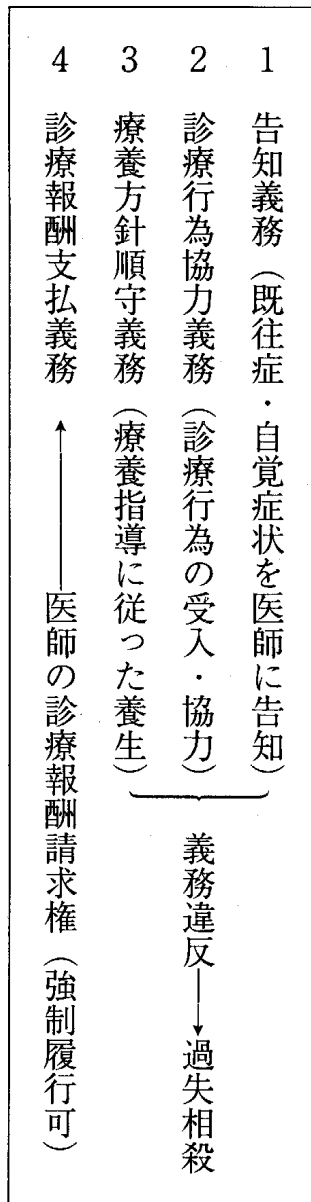 1 告知義務（既往症・自覚症状を医師に告知）
2 診療行為協力義務（診療行為の受入・協力）
3 療養方針順守義務（療養指導に従った養生）
義務違反→過失相殺
4 診療報酬支払義務←医師の診療報酬請求権（強制履行可）